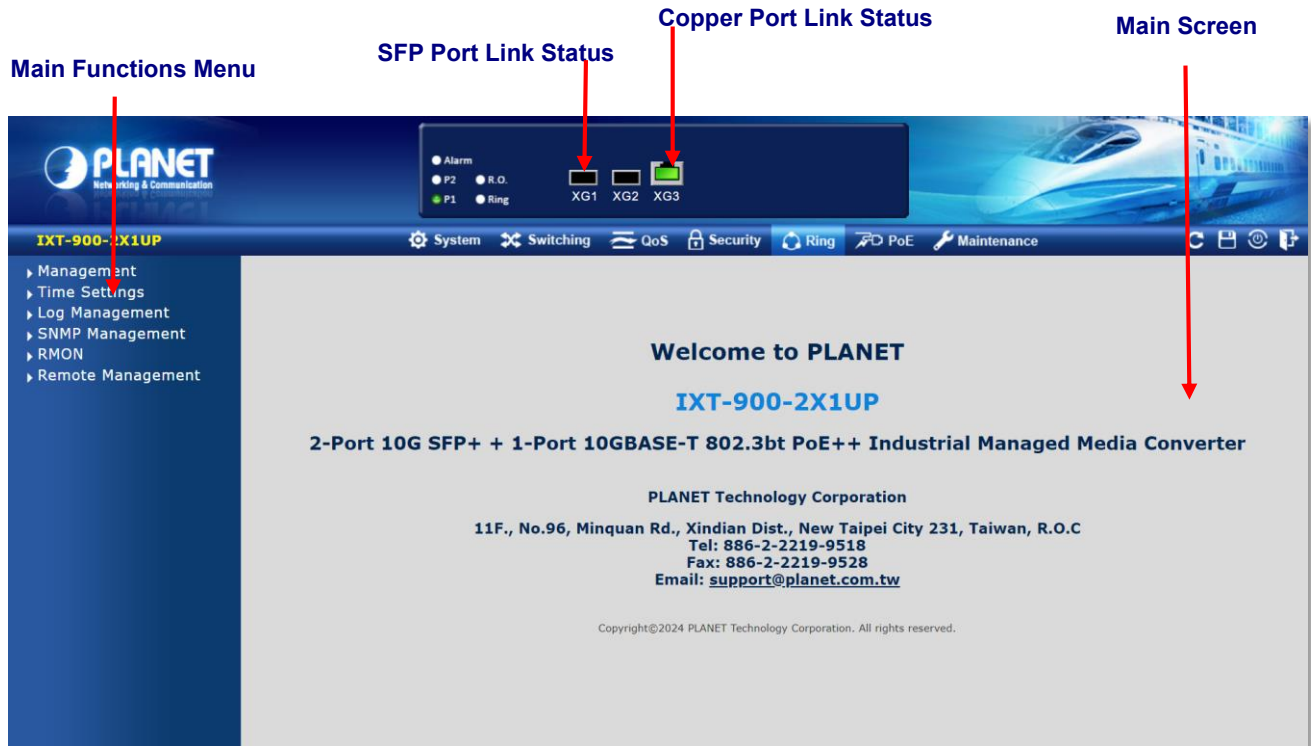 Copper Port Link Status
Main Screen
SFP Port Link Status
Main Functions Menu
PLANET
Networking & Communication
Alarm
P2 R.O.
P1 Ring
XG1 XG2 XG3
IXT-900-2X1UP
System Switching QoS Security Ring PoE Maintenance
Management
Time Settings
Log Management
SNMP Management
RMON
Remote Management
Welcome to PLANET
IXT-900-2X1UP
2-Port 10G SFP+ + 1-Port 10GBASE-T 802.3bt PoE++ Industrial Managed Media Converter
PLANET Technology Corporation
11F., No.96, Minquan Rd., Xindian Dist., New Taipei City 231, Taiwan, R.O.C
Tel: 886-2-2219-9518
Fax: 886-2-2219-9528
Email: support@planet.com.tw
Copyright©2024 PLANET Technology Corporation. All rights reserved.